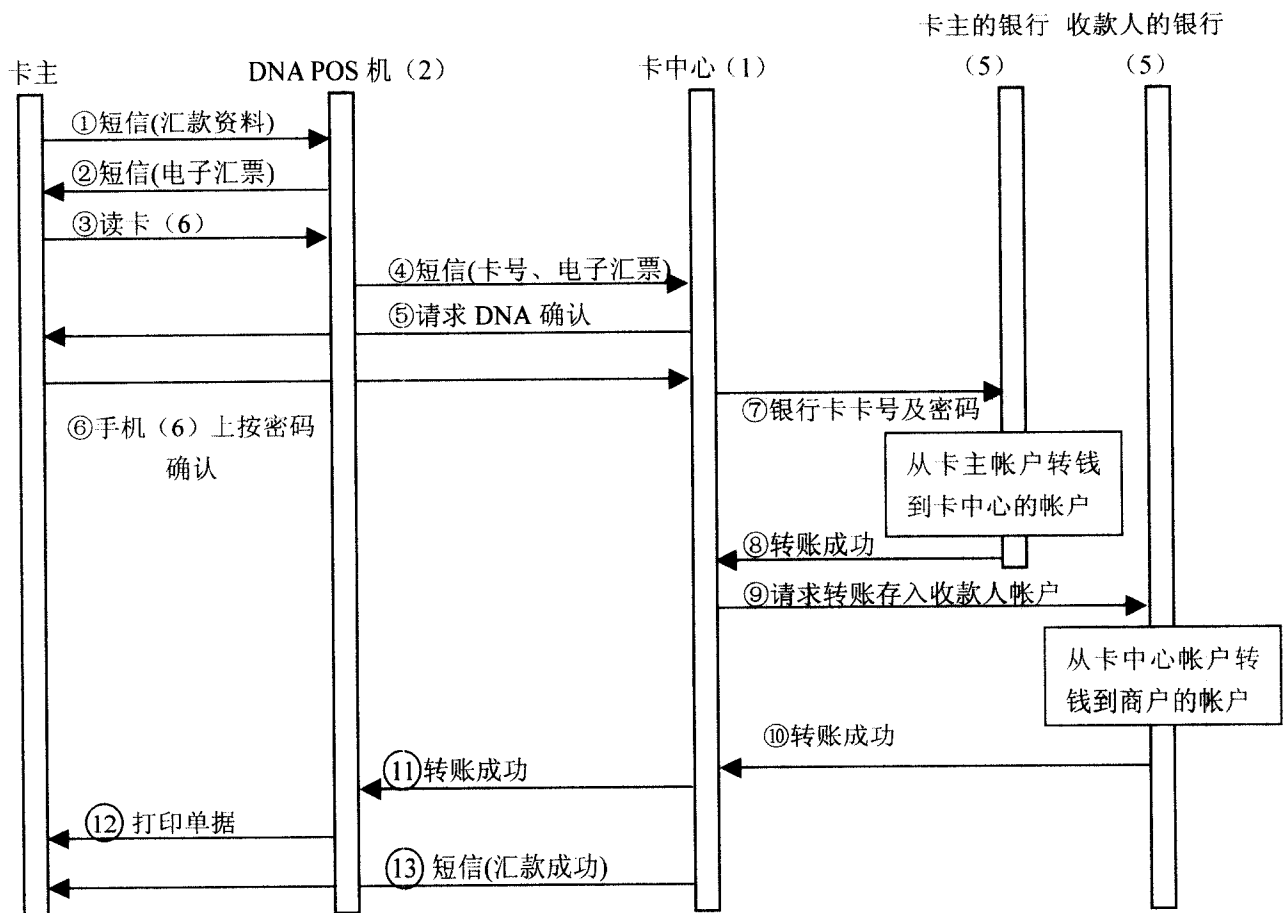 卡主的银行 收款人的银行
卡主 DNA POS 机（2） 卡中心（1） （5） （5）
①短信(汇款资料)
②短信(电子汇票)
③读卡（6）
④短信(卡号、电子汇票)
⑤请求 DNA 确认
⑥手机（6）上按密码
确认
⑦银行卡卡号及密码
从卡主帐户转钱
到卡中心的帐户
⑧转账成功
⑨请求转账存入收款人帐户
从卡中心帐户转
钱到商户的帐户
⑩转账成功
⑪转账成功
⑫打印单据
⑬短信(汇款成功)